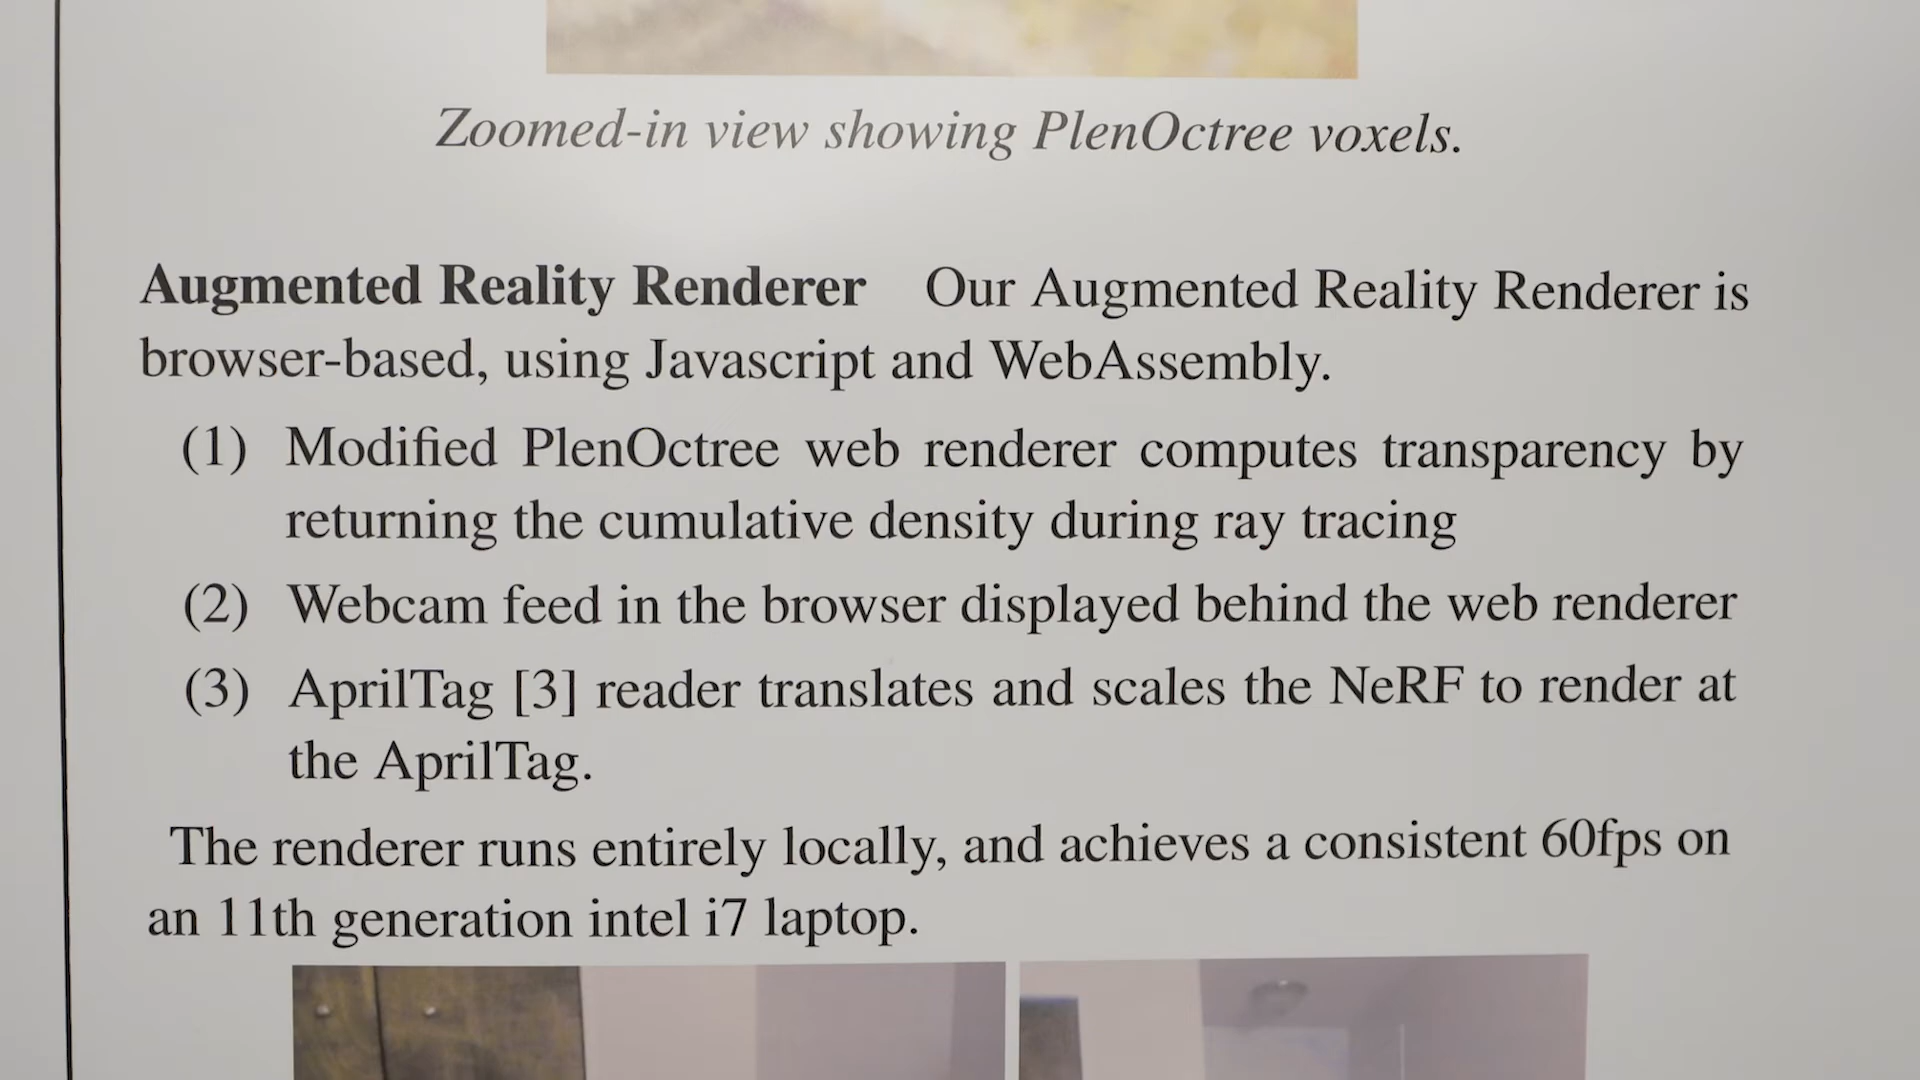 Zoomed-in view showing PlenOctree voxels.
Augmented Reality Renderer Our Augmented Reality Renderer is
browser-based, using Javascript and WebAssembly.
(1) Modified PlenOctree web renderer computes transparency by
returning the cumulative density during ray tracing
(2) Webcam feed in the browser displayed behind the web renderer
(3) AprilTag [3] reader translates and scales the NeRF to render at
the AprilTag.
The renderer runs entirely locally, and achieves a consistent 60fps on
an 11th generation intel i7 laptop.